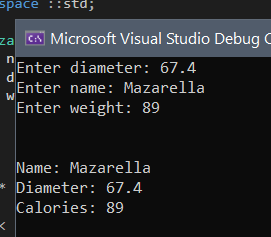 space ::std;
Microsoft Visual Studio Debug
za
n
d
w
*
<
Enter diameter: 67.4
Enter name: Mazarella
Enter weight: 89
Name: Mazarella
Diameter: 67.4
Calories: 89